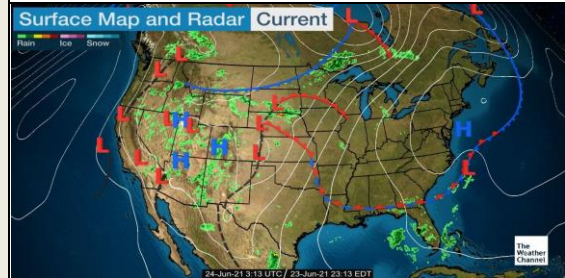 Surface Map and Radar Current
Rain Ice Snow
L
L
L
L
L
L
H
L
L
H
L
L
H
L
L
H
L
L
L
The Weather Channel
24-Jun-21 3:13 UTC / 23-Jun-21 23:13 EDT